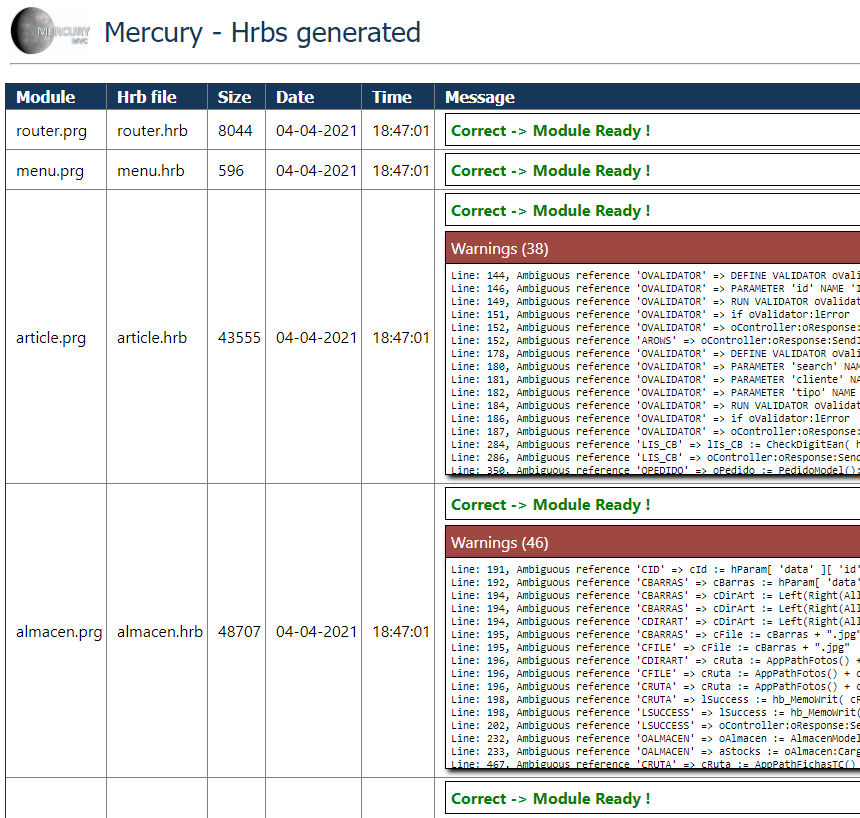 MERCURY
MVC
Mercury - Hrbs generated
Module Hrb file Size Date Time Message
router.prg router.hrb 8044 04-04-2021 18:47:01 Correct -> Module Ready !
menu.prg menu.hrb 596 04-04-2021 18:47:01 Correct -> Module Ready !
article.prg article.hrb 43555 04-04-2021 18:47:01 Correct -> Module Ready !
Warnings (38)
Line: 144, Ambiguous reference 'OVALIDATOR' => DEFINE VALIDATOR oVali
Line: 146, Ambiguous reference 'OVALIDATOR' => PARAMETER 'id' NAME 'I
Line: 149, Ambiguous reference 'OVALIDATOR' => RUN VALIDATOR oValidat
Line: 151, Ambiguous reference 'OVALIDATOR' => if oValidator:lError
Line: 152, Ambiguous reference 'OVALIDATOR' => oController:oResponse:
Line: 152, Ambiguous reference 'AROWS' => oController:oResponse:SendJ
Line: 178, Ambiguous reference 'OVALIDATOR' => DEFINE VALIDATOR oVali
Line: 180, Ambiguous reference 'OVALIDATOR' => PARAMETER 'search' NAM
Line: 181, Ambiguous reference 'OVALIDATOR' => PARAMETER 'cliente' NA
Line: 182, Ambiguous reference 'OVALIDATOR' => PARAMETER 'tipo' NAME
Line: 184, Ambiguous reference 'OVALIDATOR' => RUN VALIDATOR oValidat
Line: 186, Ambiguous reference 'OVALIDATOR' => if oValidator:lError
Line: 187, Ambiguous reference 'OVALIDATOR' => oController:oResponse:
Line: 284, Ambiguous reference 'LIS_CB' => lIs_CB := CheckDigitEan( h
Line: 286, Ambiguous reference 'LIS_CB' => oController:oResponse:Send
Line: 350, Ambiguous reference 'OPEDIDO' => oPedido := PedidoModel():
almacen.prg almacen.hrb 48707 04-04-2021 18:47:01 Correct -> Module Ready !
Warnings (46)
Line: 191, Ambiguous reference 'CID' => cId := hParam[ 'data' ][ 'id'
Line: 192, Ambiguous reference 'CBARRAS' => cBarras := hParam[ 'data'
Line: 194, Ambiguous reference 'CBARRAS' => cDirArt := Left(Right(All
Line: 194, Ambiguous reference 'CBARRAS' => cDirArt := Left(Right(All
Line: 194, Ambiguous reference 'CDIRART' => cDirArt := Left(Right(All
Line: 195, Ambiguous reference 'CBARRAS' => cFile := cBarras + ".jpg"
Line: 195, Ambiguous reference 'CFILE' => cFile := cBarras + ".jpg"
Line: 196, Ambiguous reference 'CDIRART' => cRuta := AppPathFotos() +
Line: 196, Ambiguous reference 'CFILE' => cRuta := AppPathFotos() + c
Line: 196, Ambiguous reference 'CRUTA' => cRuta := AppPathFotos() + c
Line: 198, Ambiguous reference 'CRUTA' => lSuccess := hb_MemoWrit( cR
Line: 198, Ambiguous reference 'LSUCCESS' => lSuccess := hb_MemoWrit(
Line: 202, Ambiguous reference 'LSUCCESS' => oController:oResponse:Se
Line: 232, Ambiguous reference 'OALMACEN' => oAlmacen := AlmacenModel
Line: 233, Ambiguous reference 'OALMACEN' => aStocks := oAlmacen:Carg
Line: 467, Ambiguous reference 'CRUTA' => cRuta := AppPathFichasTC()
Correct -> Module Ready !